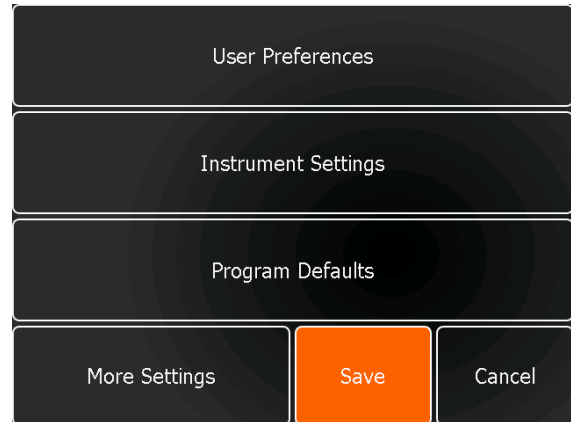 User Preferences
Instrument Settings
Program Defaults
More Settings
Save
Cancel